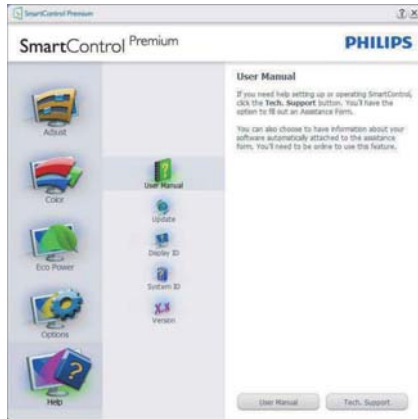 SmartControl Premium
SmartControl Premium
PHILIPS
Adjust
Color
Eco Power
Options
Help
User Manual
Update
Display ID
System ID
Version
User Manual
If you need help setting up or operating SmartControl,
click the Tech. Support button. You'll have the
option to fill out an Assistance Form.
You can also choose to have information about your
software automatically attached to the assistance
form. You'll need to be online to use this feature.
User Manual
Tech. Support